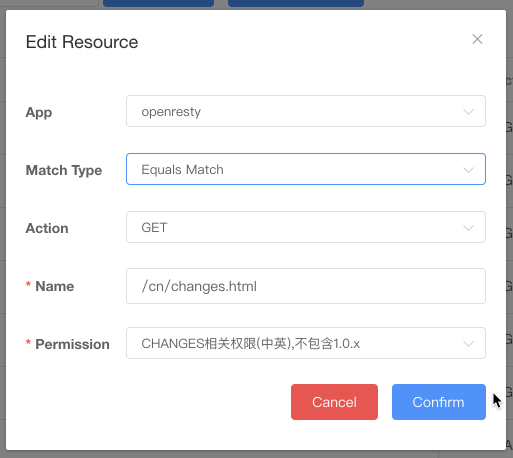 Edit Resource
App
openresty
Match Type
Equals Match
Action
GET
* Name
/cn/changes.html
* Permission
CHANGES相关权限(中英),不包含1.0.x
Cancel
Confirm